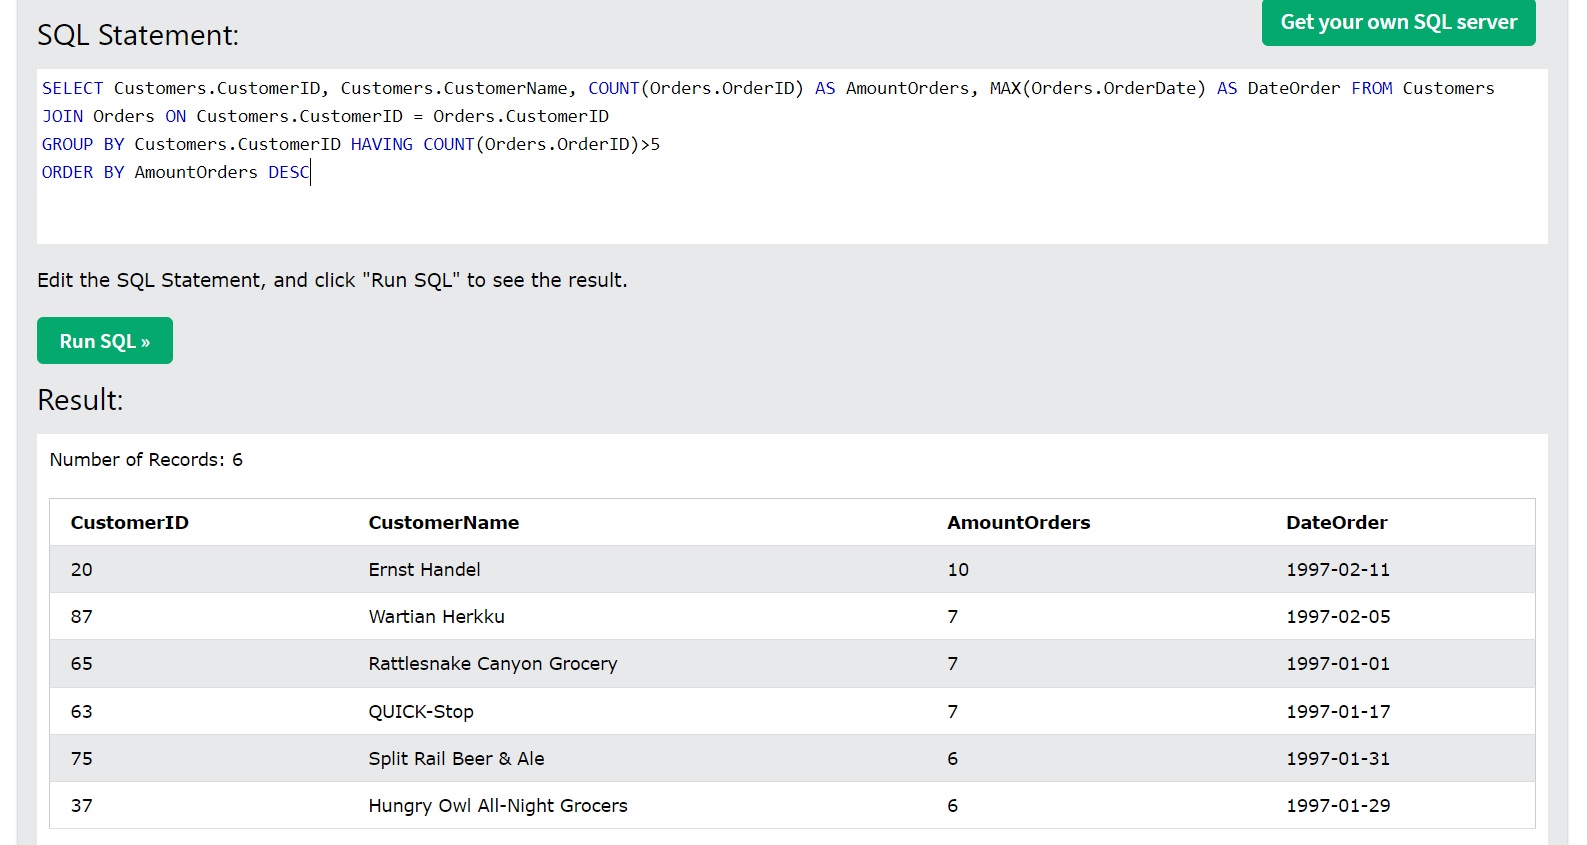 SQL Statement:
Get your own SQL server
SELECT Customers.CustomerID, Customers.CustomerName, COUNT(Orders.OrderID) AS AmountOrders, MAX(Orders.OrderDate) AS DateOrder FROM Customers
JOIN Orders ON Customers.CustomerID = Orders.CustomerID
GROUP BY Customers.CustomerID HAVING COUNT(Orders.OrderID)>5
ORDER BY AmountOrders DESC
Edit the SQL Statement, and click "Run SQL" to see the result.
Run SQL »
Result:
Number of Records: 6
CustomerID CustomerName AmountOrders DateOrder
20 Ernst Handel 10 1997-02-11
87 Wartian Herkku 7 1997-02-05
65 Rattlesnake Canyon Grocery 7 1997-01-01
63 QUICK-Stop 7 1997-01-17
75 Split Rail Beer & Ale 6 1997-01-31
37 Hungry Owl All-Night Grocers 6 1997-01-29